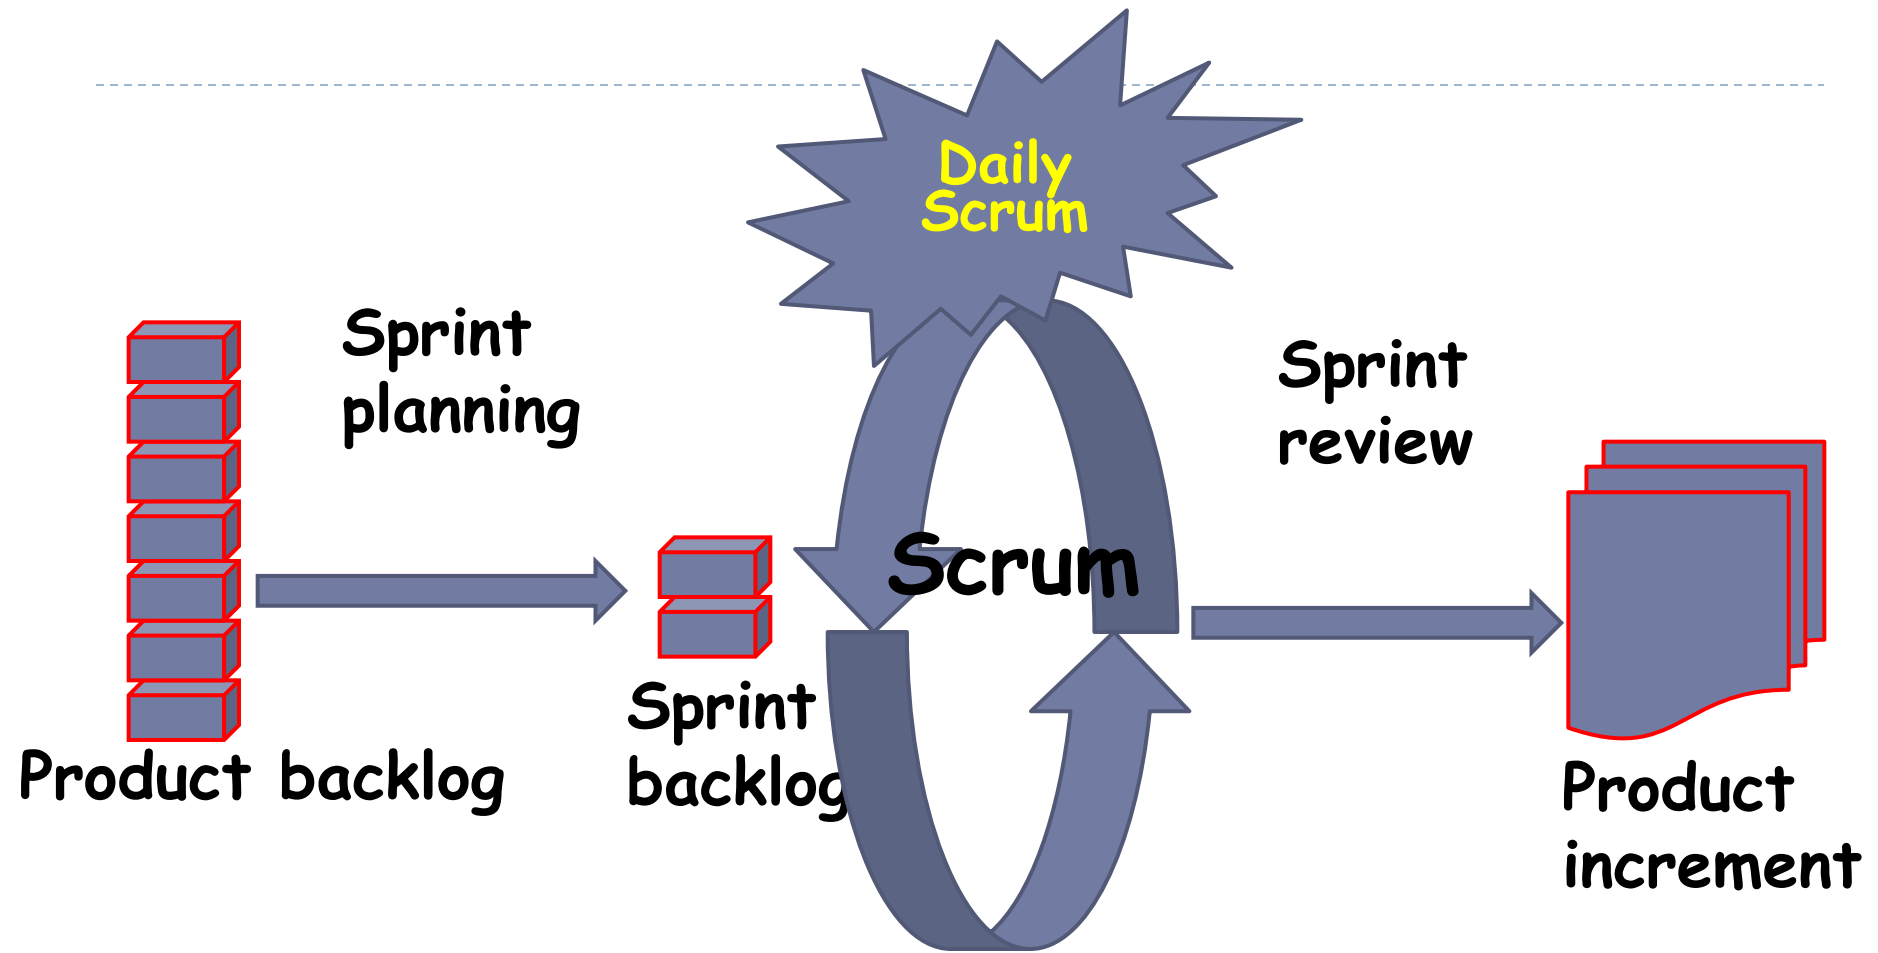 Daily
Scrum
Sprint
planning
Sprint
review
Scrum
Sprint
backlog
Product backlog
Product
increment